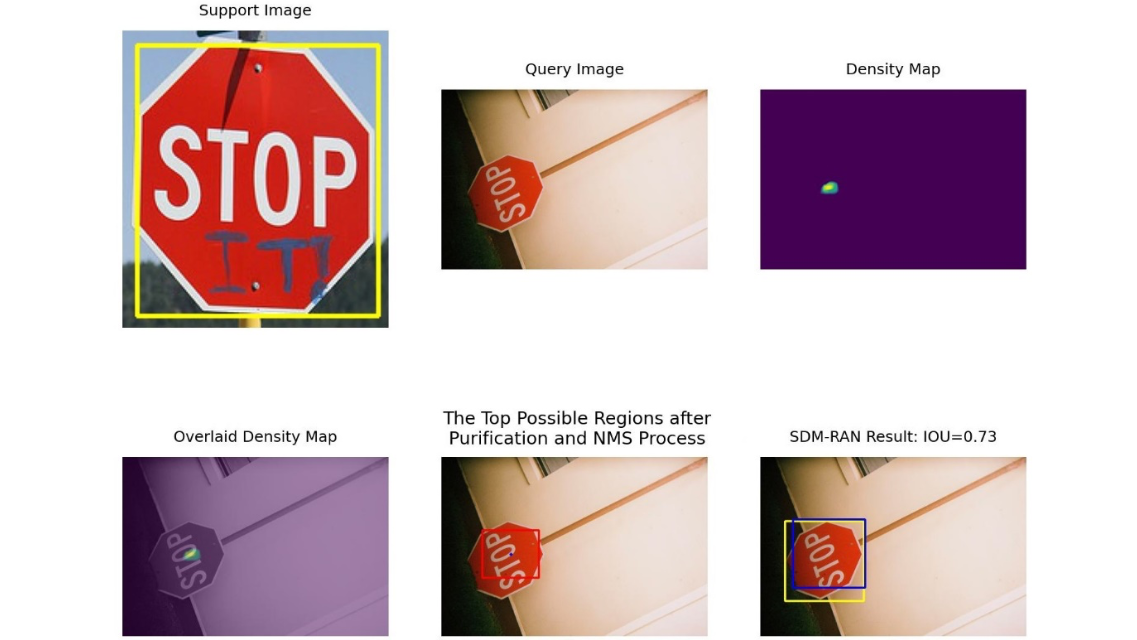 Support Image
STOP
I T!
Query Image
STOP
Density Map
Overlaid Density Map
STOP
The Top Possible Regions after
Purification and NMS Process
STOP
SDM-RAN Result: IOU=0.73
STOP